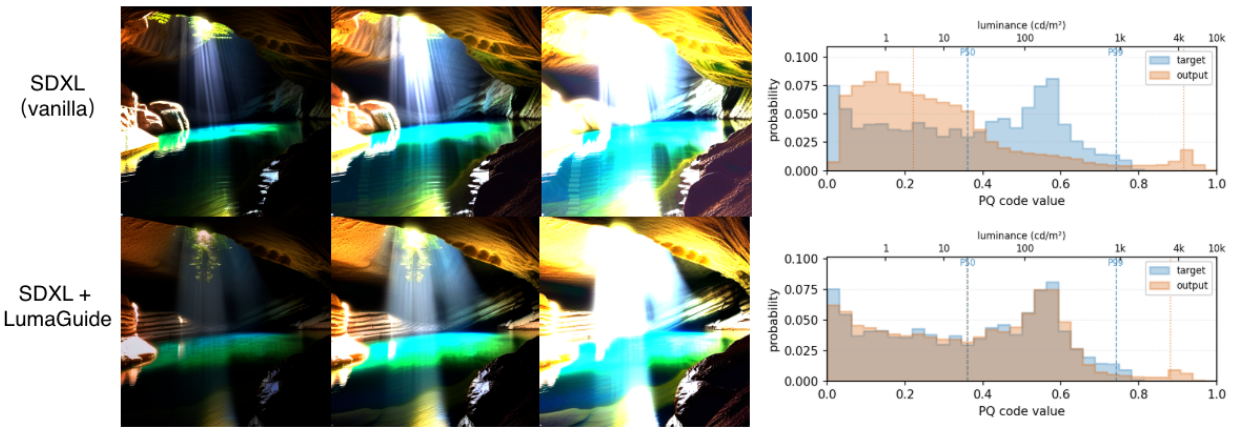 SDXL
(vanilla)
luminance (cd/m²)
1 10 100 1k 4k 10k
P50 P99
target
output
0.100
0.075
0.050
0.025
0.000
probability
0.0 0.2 0.4 0.6 0.8 1.0
PQ code value
SDXL +
LumaGuide
luminance (cd/m²)
1 10 100 1k 4k 10k
P50 P99
target
output
0.100
0.075
0.050
0.025
0.000
probability
0.0 0.2 0.4 0.6 0.8 1.0
PQ code value